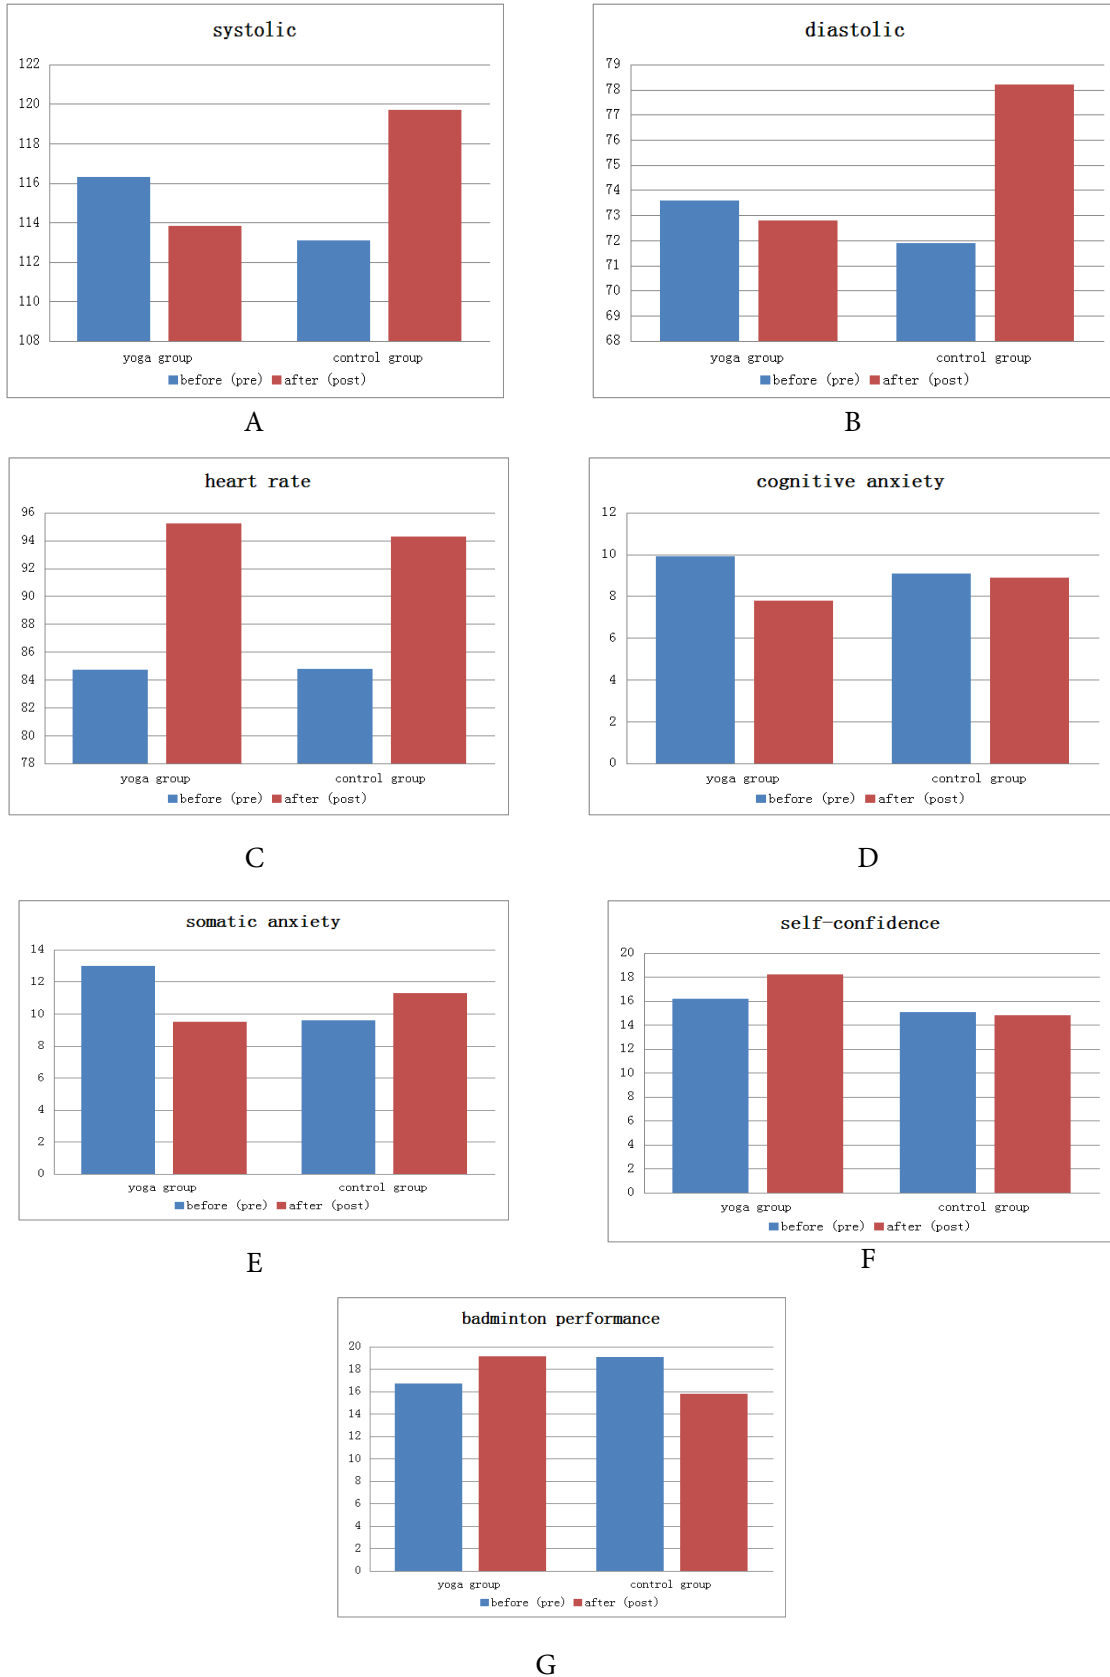 systolic
122
120
118
116
114
112
110
108
yoga group control group
before (pre) after (post)
A
diastolic
79
78
77
76
75
74
73
72
71
70
69
68
yoga group control group
before (pre) after (post)
B
heart rate
96
94
92
90
88
86
84
82
80
78
yoga group control group
before (pre) after (post)
C
cognitive anxiety
12
10
8
6
4
2
0
yoga group control group
before (pre) after (post)
D
somatic anxiety
14
12
10
8
6
4
2
0
yoga group control group
before (pre) after (post)
E
self-confidence
20
18
16
14
12
10
8
6
4
2
0
yoga group control group
before (pre) after (post)
F
badminton performance
20
18
16
14
12
10
8
6
4
2
0
yoga group control group
before (pre) after (post)
G